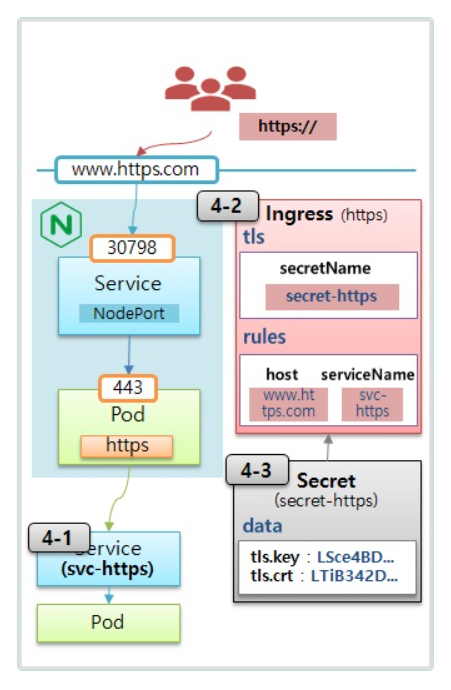 https://
www.https.com
N
30798
Service
NodePort
443
Pod
https
4-1
Service
(svc-https)
Pod
4-2
Ingress (https)
tls
secretName
secret-https
rules
host serviceName
www.ht
tps.com
svc-
https
4-3
Secret
(secret-https)
data
tls.key : LSce4BD...
tls.crt : LTiB342D...